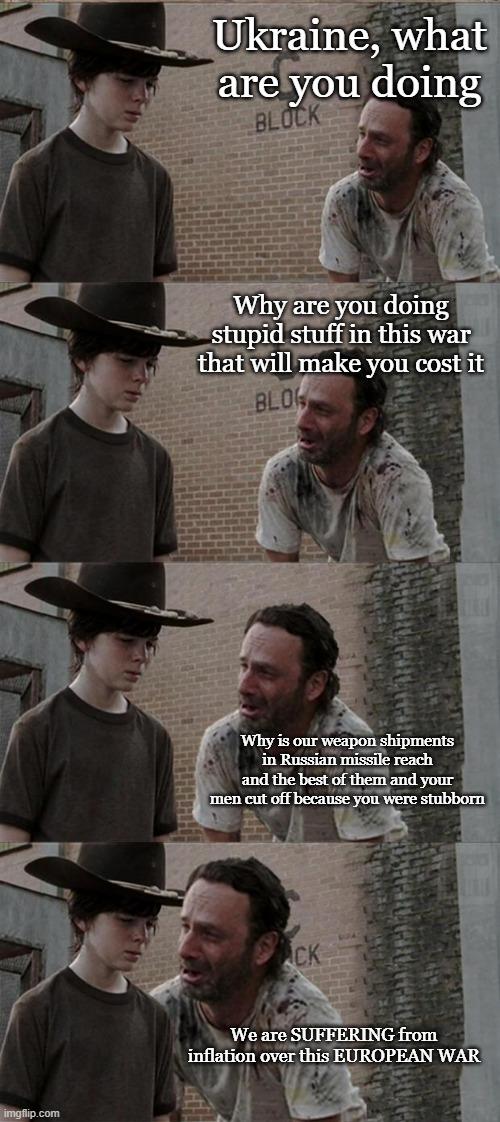 Ukraine, what
are you doing
BLOCK
Why are you doing
stupid stuff in this war
that will make you cost it
Why is our weapon shipments
in Russian missile reach
and the best of them and your
men cut off because you were stubborn
We are SUFFERING from
inflation over this EUROPEAN WAR
imgflip.com